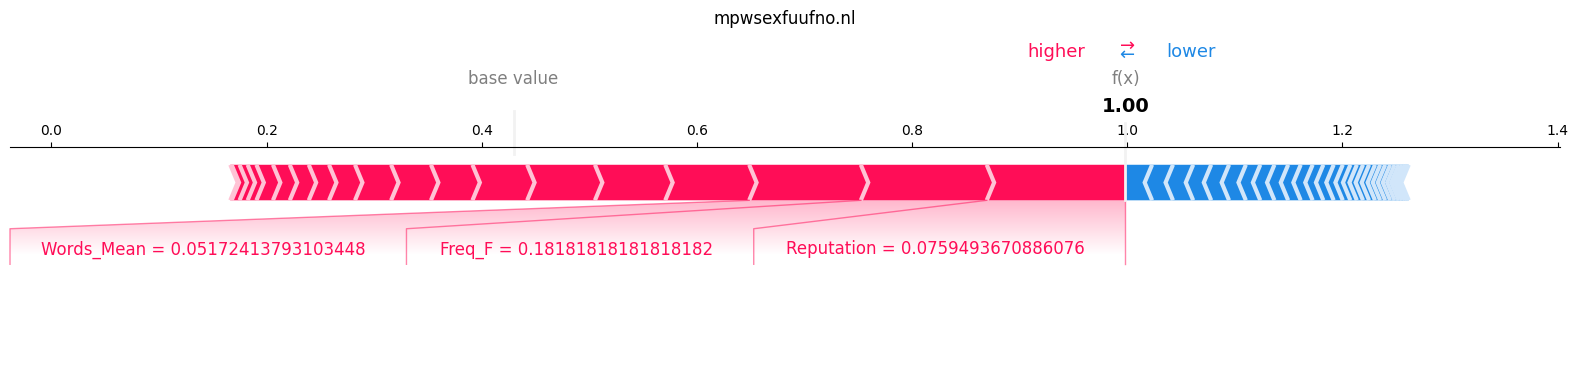 mpwsexfuufno.nl
higher → lower
←
base value f(x)
1.00
0.0 0.2 0.4 0.6 0.8 1.0 1.2 1.4
Words_Mean = 0.05172413793103448 Freq_F = 0.18181818181818182 Reputation = 0.0759493670886076